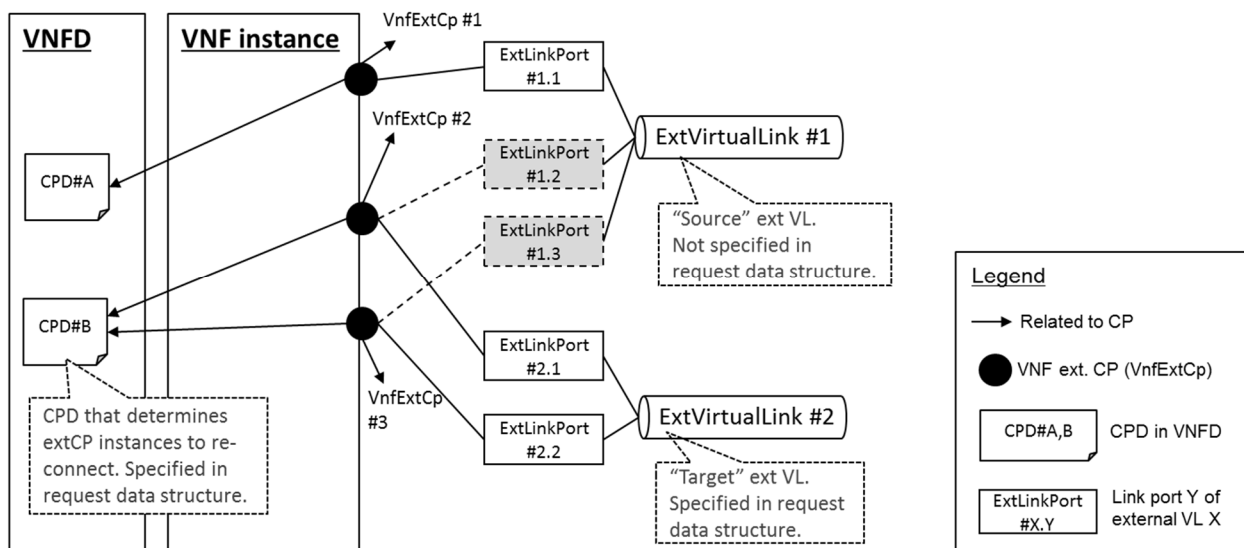 VNFD
VNF instance
VnfExtCp #1
ExtLinkPort
#1.1
VnfExtCp #2
ExtVirtualLink #1
CPD#A
ExtLinkPort
#1.2
"Source" ext VL.
Not specified in
request data structure.
ExtLinkPort
#1.3
CPD#B
ExtLinkPort
#2.1
VnfExtCp
#3
ExtVirtualLink #2
ExtLinkPort
#2.2
CPD that determines
extCP instances to re-
connect. Specified in
request data structure.
"Target" ext VL.
Specified in request
data structure.
Legend
Related to CP
VNF ext. CP (VnfExtCp)
CPD#A,B
CPD in VNFD
ExtLinkPort
#X.Y
Link port Y of
external VL X